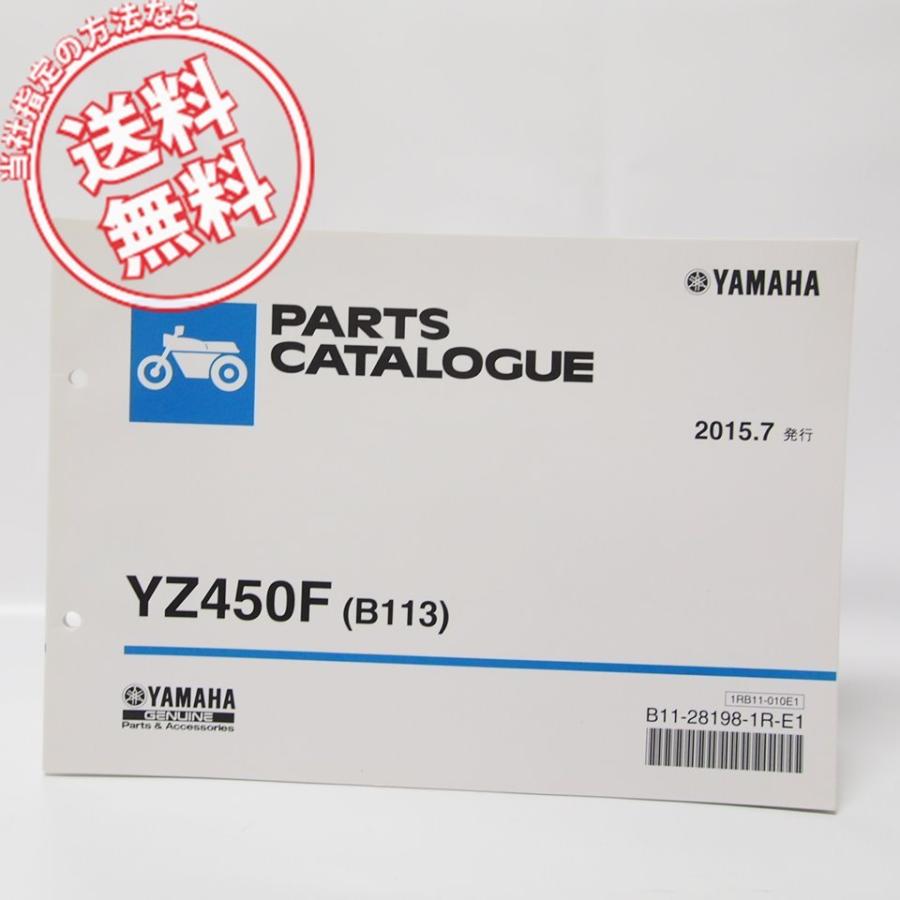 当社指定の方法なら
送料
無料
YAMAHA
PARTS
CATALOGUE
2015.7 発行
YZ450F (B113)
YAMAHA
GENUINE
Parts & Accessories
1RB11-010E1
B11-28198-1R-E1